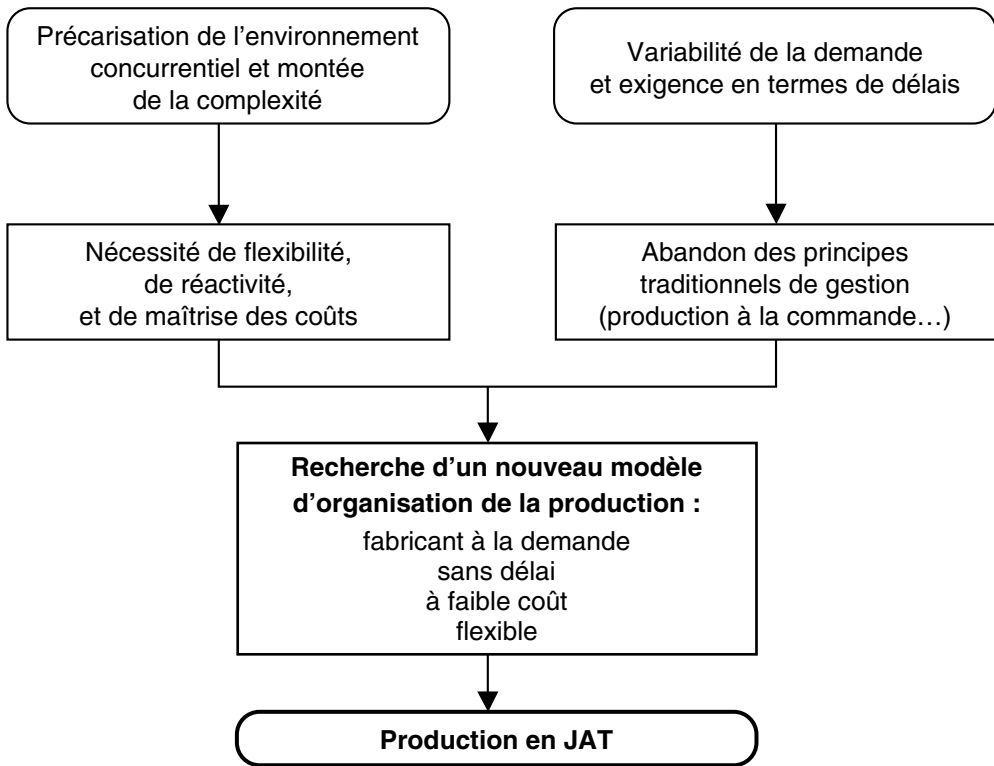 Précarisation de l’environnement
concurrentiel et montée
de la complexité
Variabilité de la demande
et exigence en termes de délais
Nécessité de flexibilité,
de réactivité,
et de maîtrise des coûts
Abandon des principes
traditionnels de gestion
(production à la commande…)
Recherche d’un nouveau modèle
d’organisation de la production :
fabricant à la demande
sans délai
à faible coût
flexible
Production en JAT